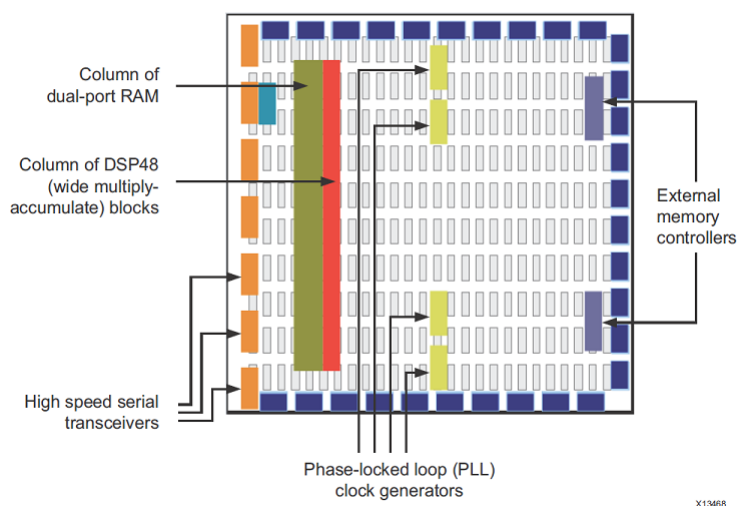 Column of
dual-port RAM
Column of DSP48
(wide multiply-
accumulate) blocks
External
memory
controllers
High speed serial
transceivers
Phase-locked loop (PLL)
clock generators
X13468